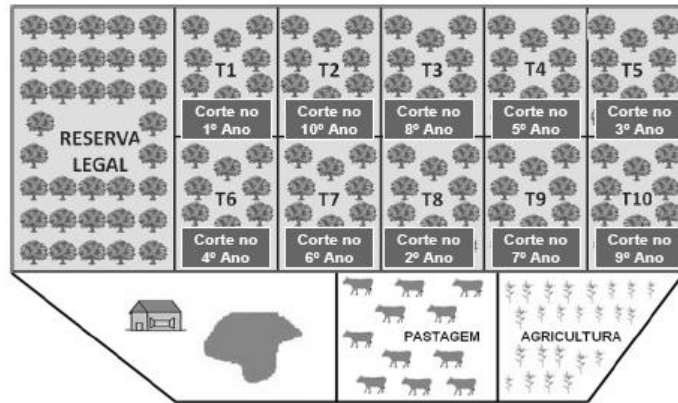 RESERVA
LEGAL
T1
Corte no
1º Ano
T2
Corte no
10º Ano
T3
Corte no
8º Ano
T4
Corte no
5º Ano
T5
Corte no
3º Ano
T6
Corte no
4º Ano
T7
Corte no
6º Ano
T8
Corte no
2º Ano
T9
Corte no
7º Ano
T10
Corte no
9º Ano
PASTAGEM
AGRICULTURA